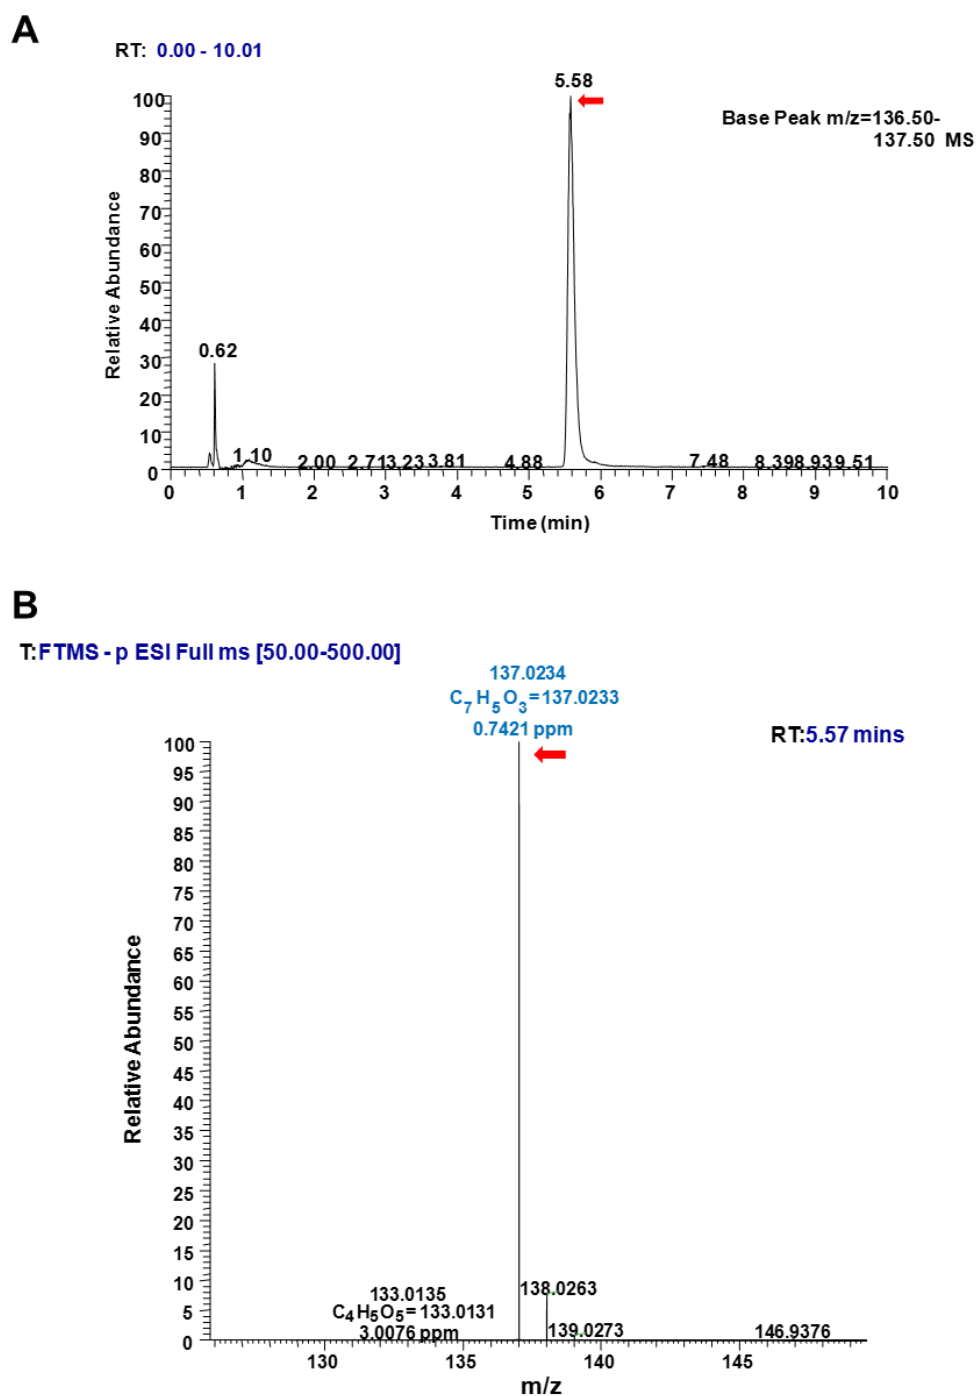 A
RT: 0.00 - 10.01
5.58
Base Peak m/z=136.50-
137.50 MS
100
90
80
70
60
50
40
30
20
10
0
Relative Abundance
0.62
1.10
2.00
2.71
3.23
3.81
4.88
7.48
8.39
8.93
9.51
0 1 2 3 4 5 6 7 8 9 10
Time (min)
B
T:FTMS - p ESI Full ms [50.00-500.00]
137.0234
C7H5O3=137.0233
0.7421 ppm
RT:5.57 mins
100
95
90
85
80
75
70
65
60
55
50
45
40
35
30
25
20
15
10
5
0
Relative Abundance
133.0135
C4H5O5=133.0131
3.0076 ppm
138.0263
139.0273
146.9376
130 135 140 145
m/z